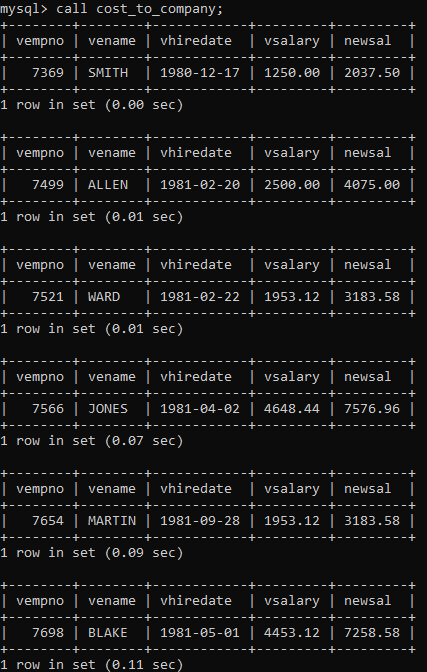 mysql> call cost_to_company;
+--------+--------+------------+---------+---------+
| vempno | vename | vhiredate | vsalary | newsal |
+--------+--------+------------+---------+---------+
| 7369 | SMITH | 1980-12-17 | 1250.00 | 2037.50 |
+--------+--------+------------+---------+---------+
1 row in set (0.00 sec)
+--------+--------+------------+---------+---------+
| vempno | vename | vhiredate | vsalary | newsal |
+--------+--------+------------+---------+---------+
| 7499 | ALLEN | 1981-02-20 | 2500.00 | 4075.00 |
+--------+--------+------------+---------+---------+
1 row in set (0.01 sec)
+--------+--------+------------+---------+---------+
| vempno | vename | vhiredate | vsalary | newsal |
+--------+--------+------------+---------+---------+
| 7521 | WARD | 1981-02-22 | 1953.12 | 3183.58 |
+--------+--------+------------+---------+---------+
1 row in set (0.01 sec)
+--------+--------+------------+---------+---------+
| vempno | vename | vhiredate | vsalary | newsal |
+--------+--------+------------+---------+---------+
| 7566 | JONES | 1981-04-02 | 4648.44 | 7576.96 |
+--------+--------+------------+---------+---------+
1 row in set (0.07 sec)
+--------+--------+------------+---------+---------+
| vempno | vename | vhiredate | vsalary | newsal |
+--------+--------+------------+---------+---------+
| 7654 | MARTIN | 1981-09-28 | 1953.12 | 3183.58 |
+--------+--------+------------+---------+---------+
1 row in set (0.09 sec)
+--------+--------+------------+---------+---------+
| vempno | vename | vhiredate | vsalary | newsal |
+--------+--------+------------+---------+---------+
| 7698 | BLAKE | 1981-05-01 | 4453.12 | 7258.58 |
+--------+--------+------------+---------+---------+
1 row in set (0.11 sec)